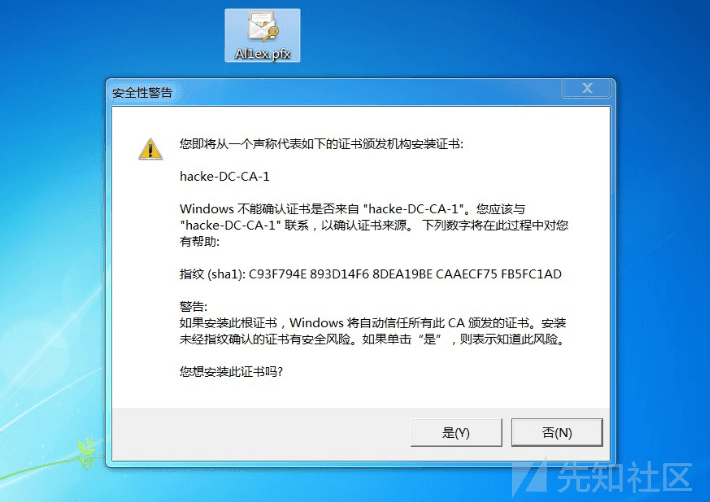 Al1ex.pfx
安全性警告
您即将从一个声称代表如下的证书颁发机构安装证书:
hacke-DC-CA-1
Windows 不能确认证书是否来自 "hacke-DC-CA-1"。您应该与
"hacke-DC-CA-1" 联系，以确认证书来源。 下列数字将在此过程中对您
有帮助:
指纹 (sha1): C93F794E 893D14F6 8DEA19BE CAAECF75 FB5FC1AD
警告:
如果安装此根证书，Windows 将自动信任所有此 CA 颁发的证书。安装
未经指纹确认的证书有安全风险。如果单击“是”，则表示知道此风险。
您想安装此证书吗?
是(Y)
否(N)
先知社区